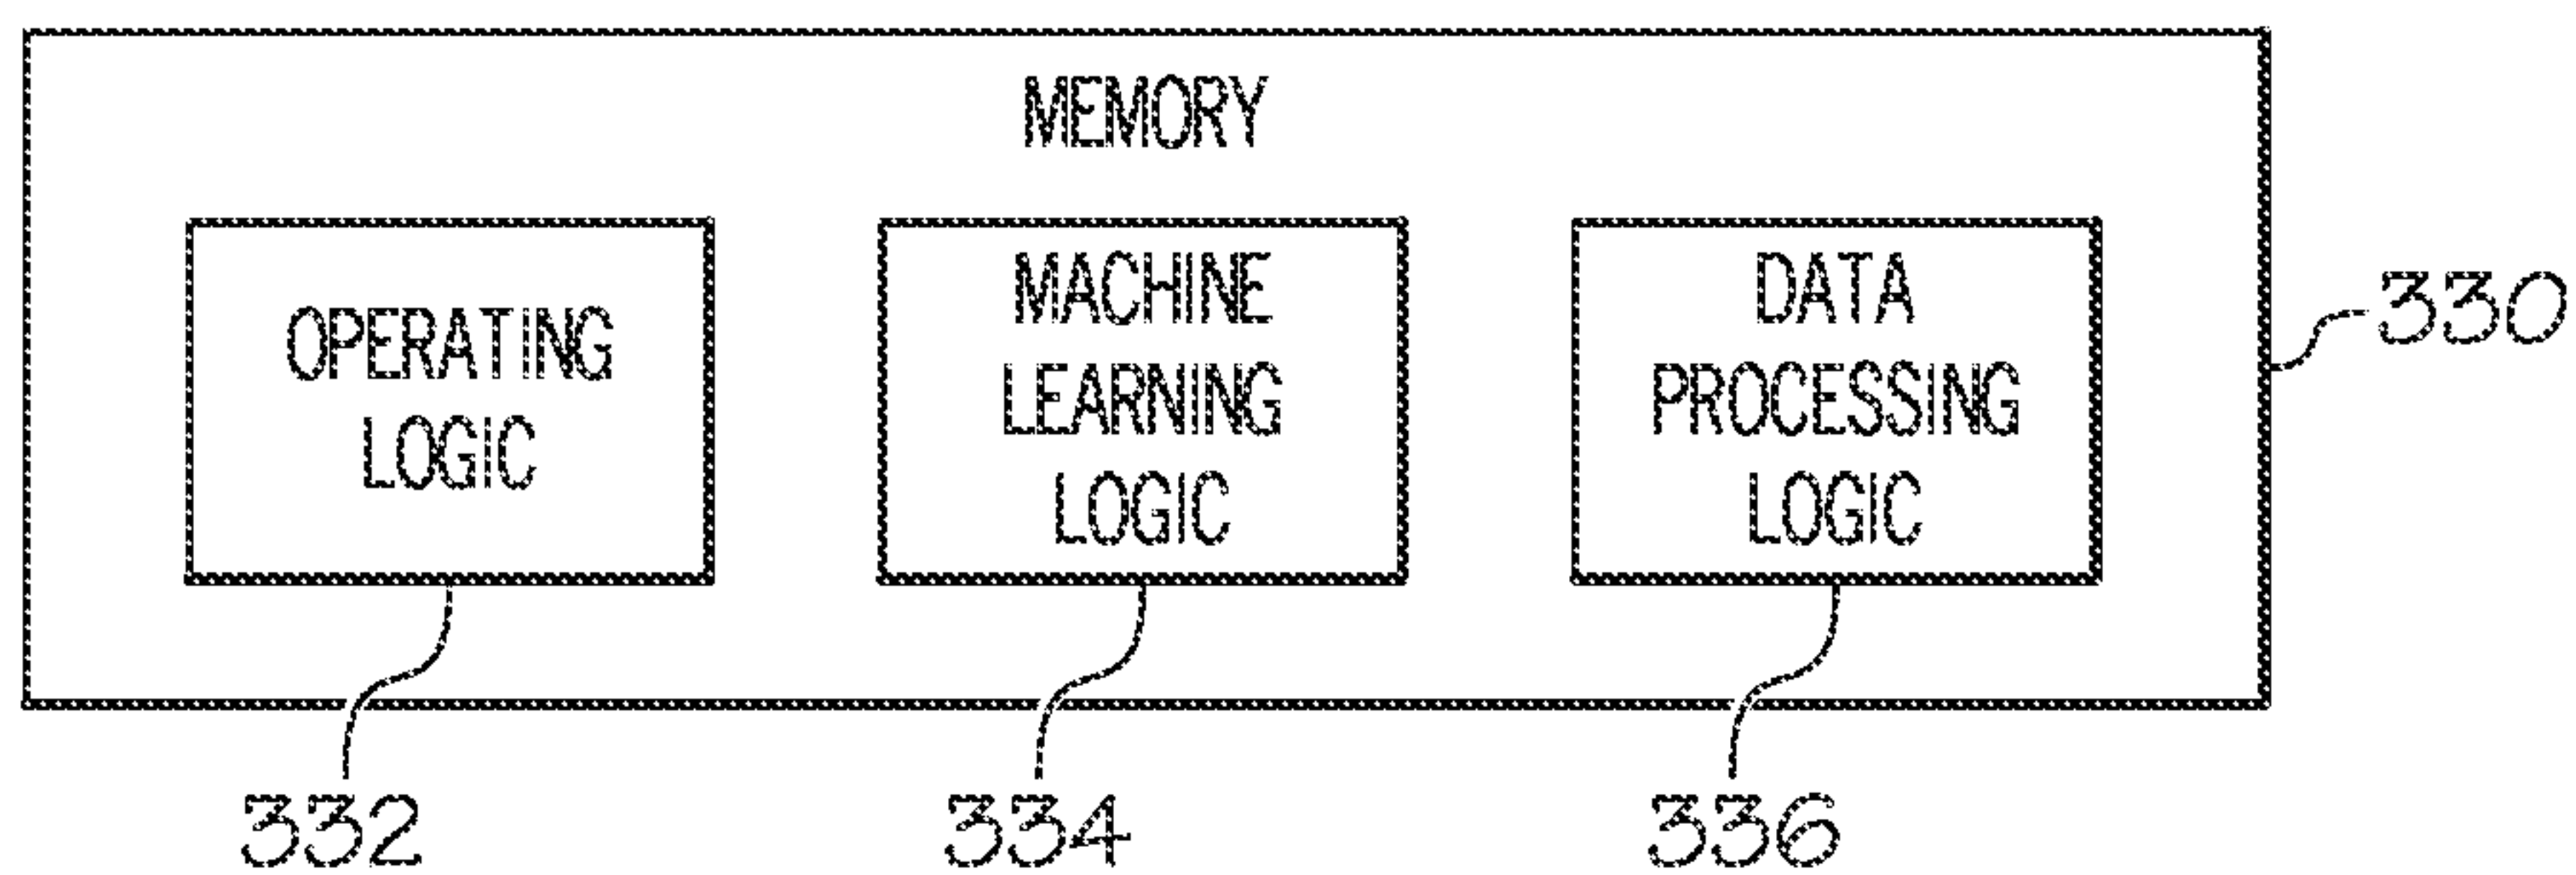 MEMORY
OPERATING
LOGIC
MACHINE
LEARNING
LOGIC
DATA
PROCESSING
LOGIC
330
332
334
336